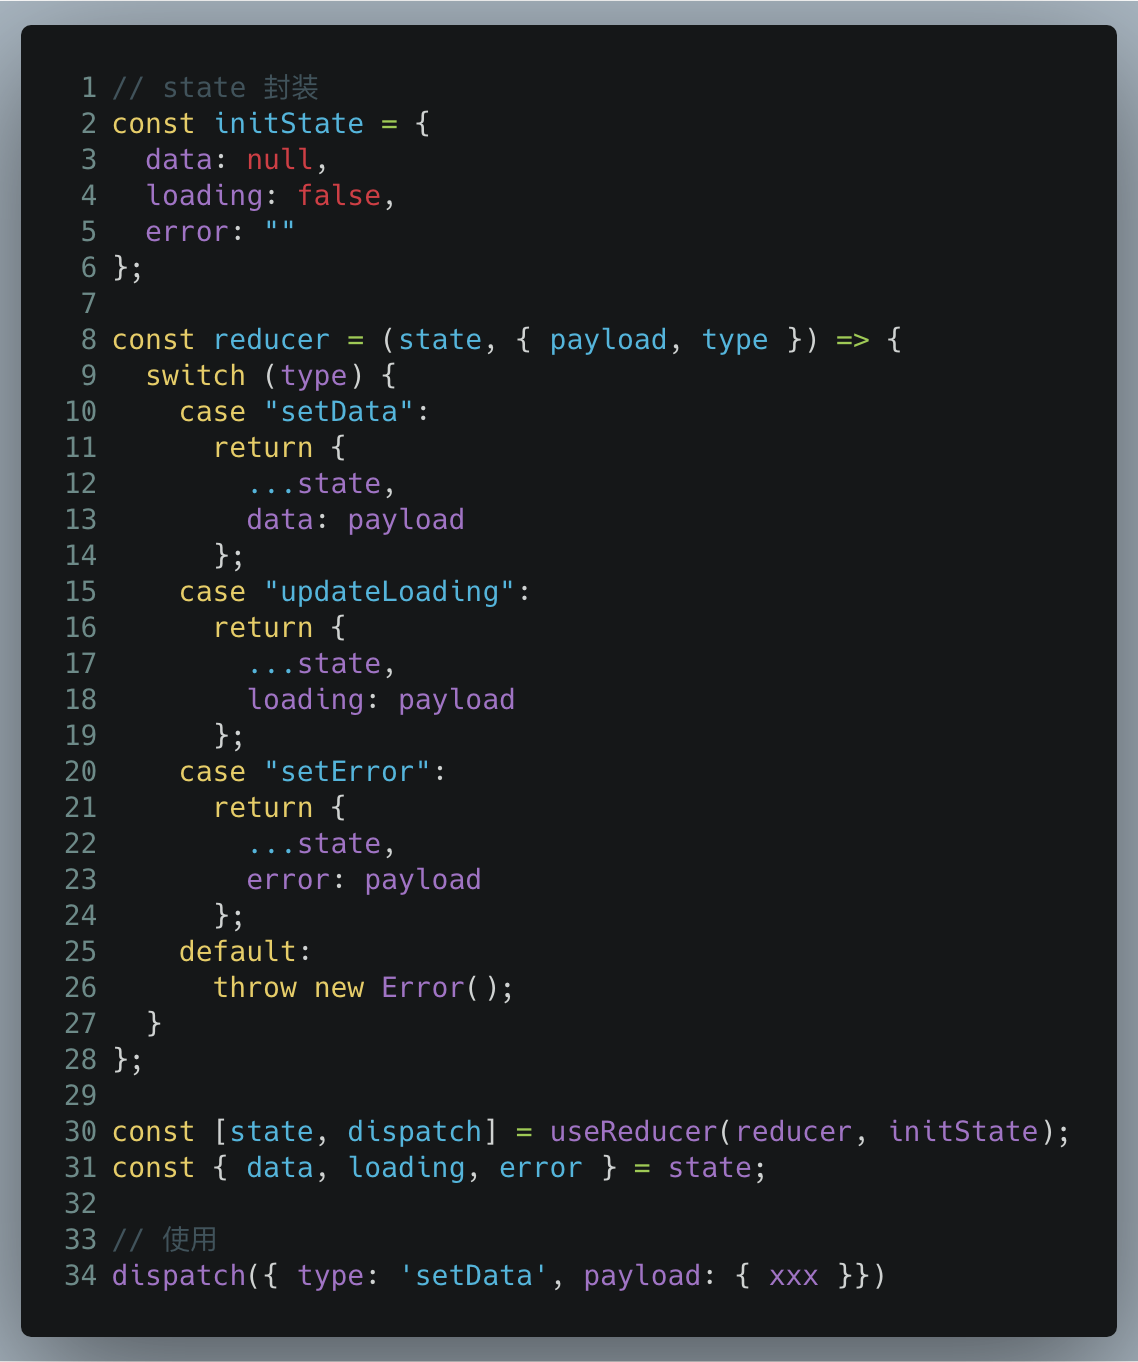 1 // state 封装
2 const initState = {
3   data: null,
4   loading: false,
5   error: ""
6 };
7
8 const reducer = (state, { payload, type }) => {
9   switch (type) {
10     case "setData":
11       return {
12         ...state,
13         data: payload
14       };
15     case "updateLoading":
16       return {
17         ...state,
18         loading: payload
19       };
20     case "setError":
21       return {
22         ...state,
23         error: payload
24       };
25     default:
26       throw new Error();
27   }
28 };
29
30 const [state, dispatch] = useReducer(reducer, initState);
31 const { data, loading, error } = state;
32
33 // 使用
34 dispatch({ type: 'setData', payload: { xxx }})